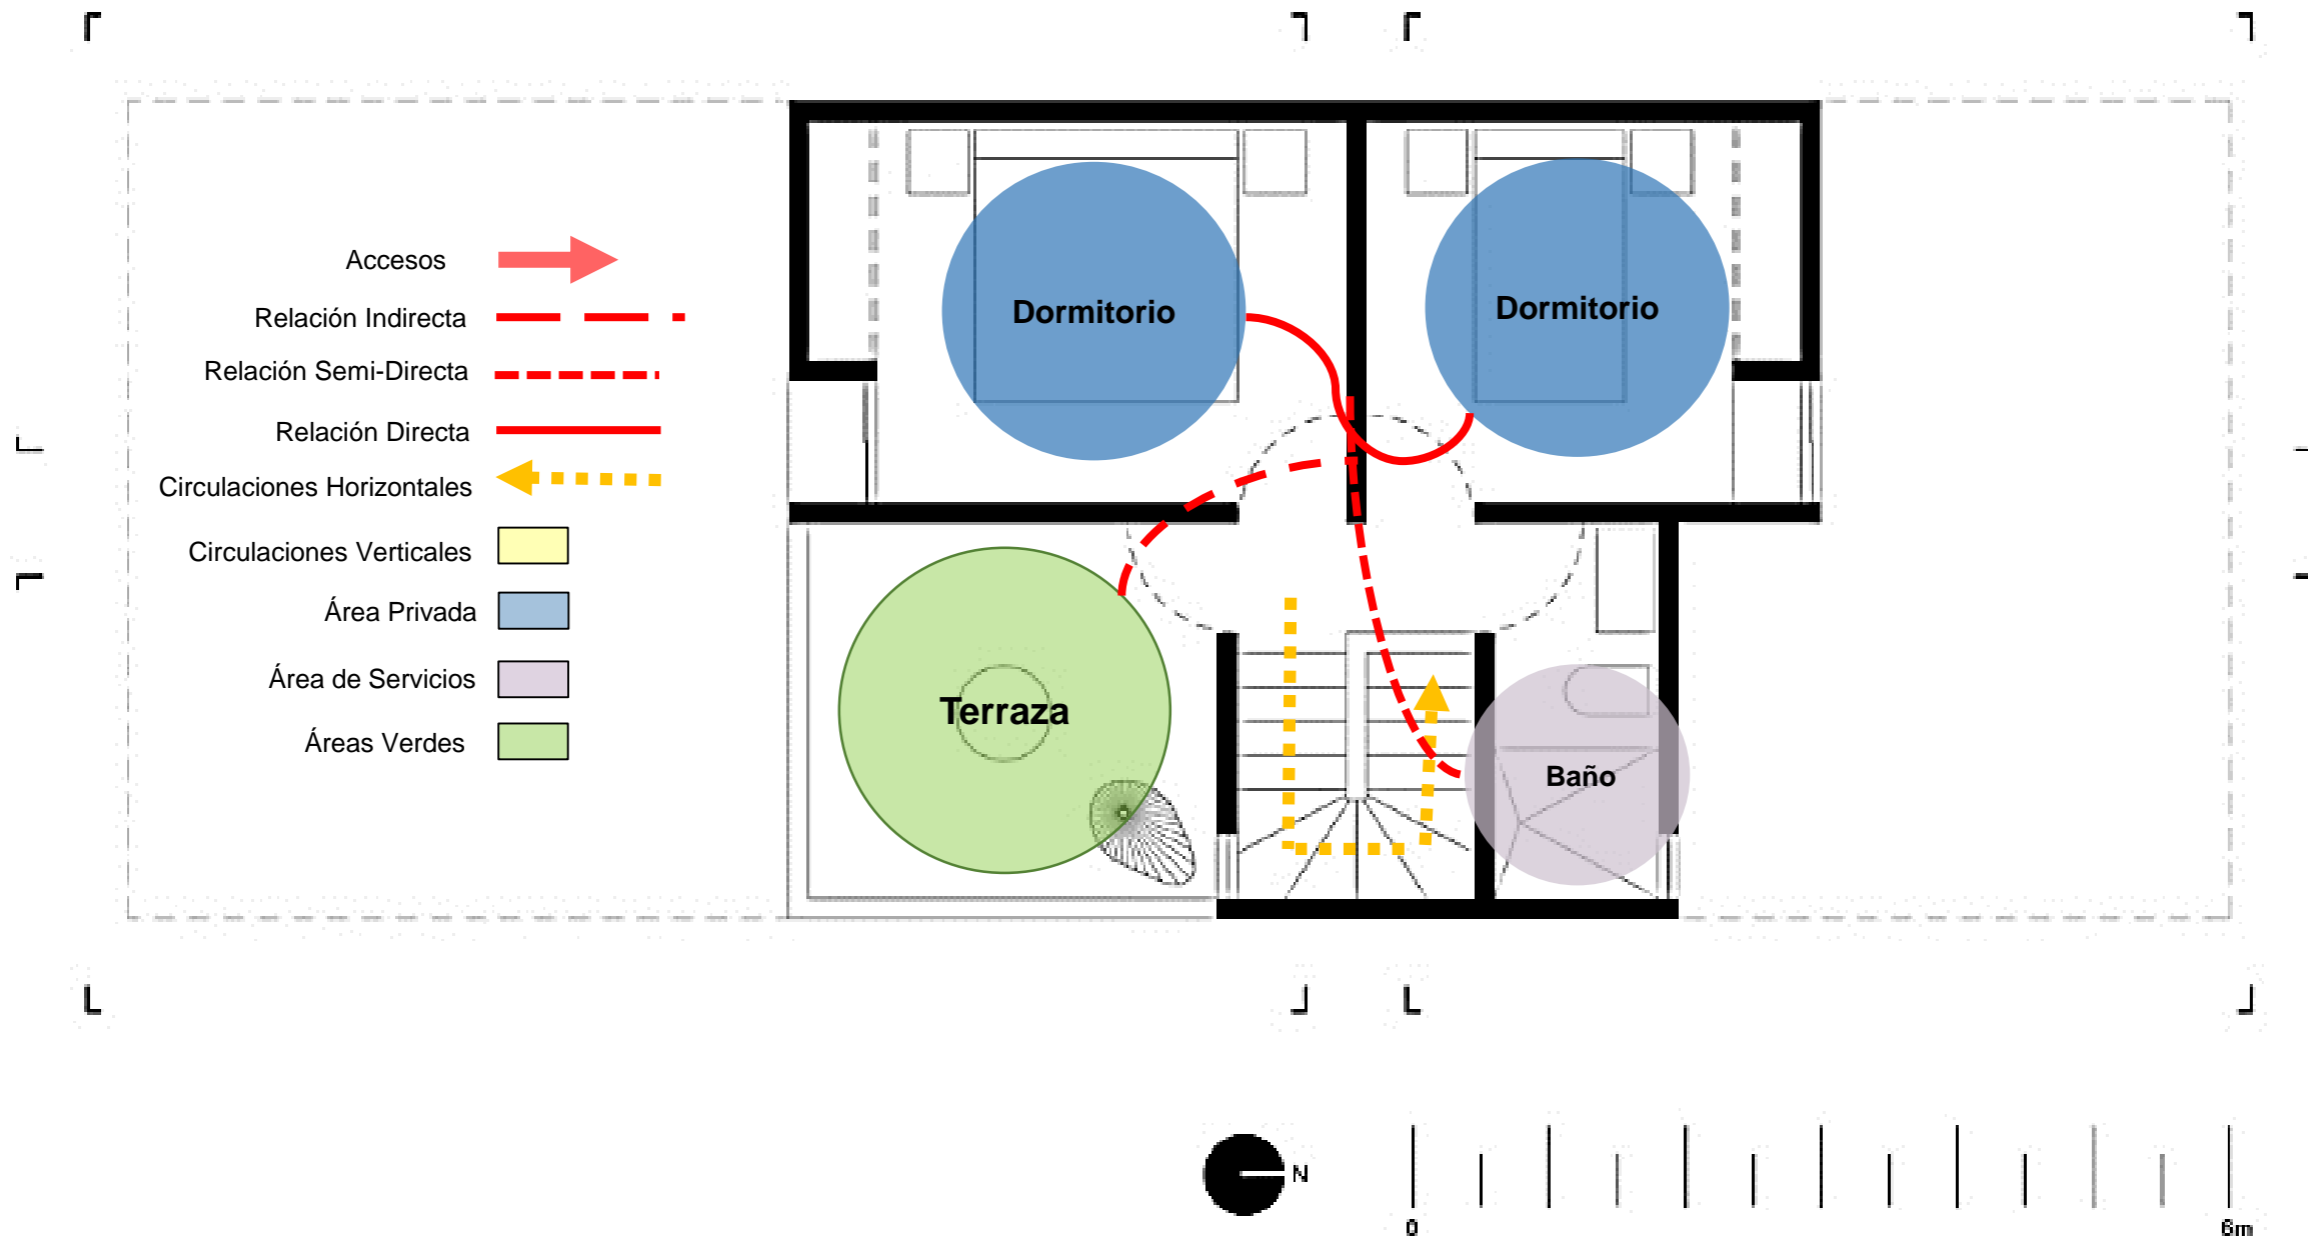 Accesos
Relación Indirecta
Relación Semi-Directa
Relación Directa
Circulaciones Horizontales
Circulaciones Verticales
Área Privada
Área de Servicios
Áreas Verdes
Dormitorio
Dormitorio
Terraza
Baño
N
0
6m